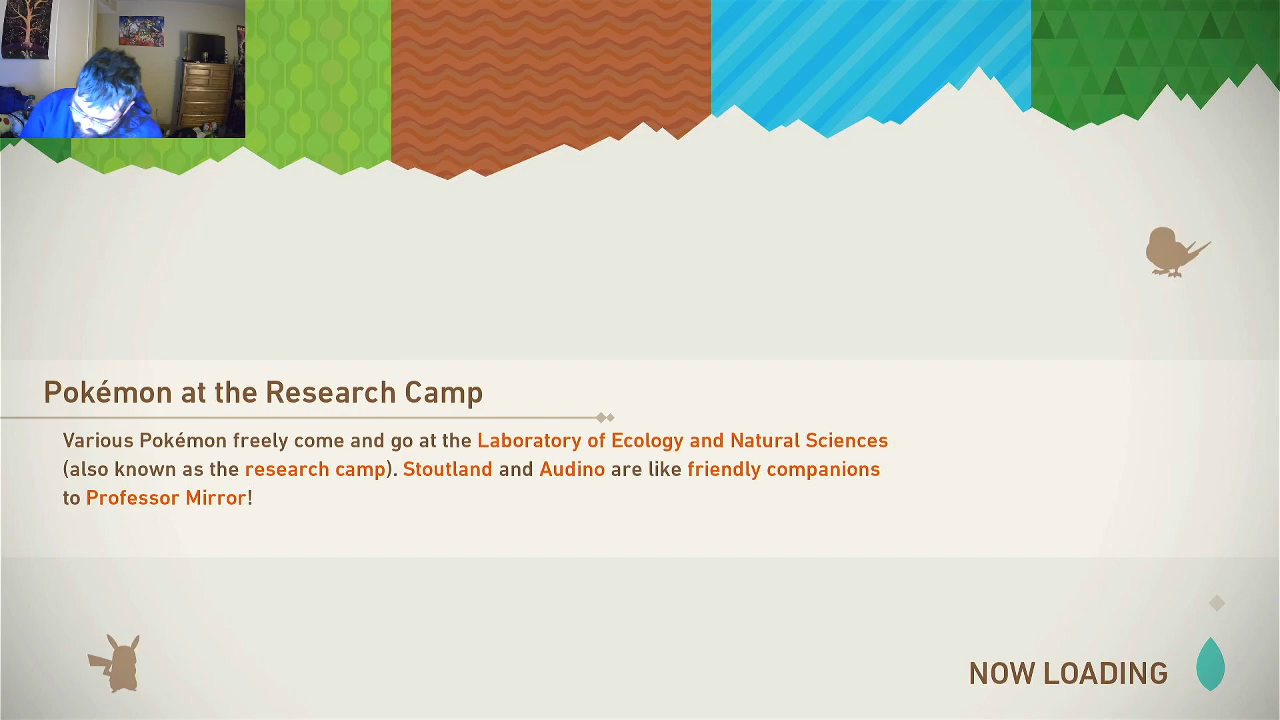 Pokémon at the Research Camp
Various Pokémon freely come and go at the Laboratory of Ecology and Natural Sciences
(also known as the research camp). Stoutland and Audino are like friendly companions
to Professor Mirror!
NOW LOADING